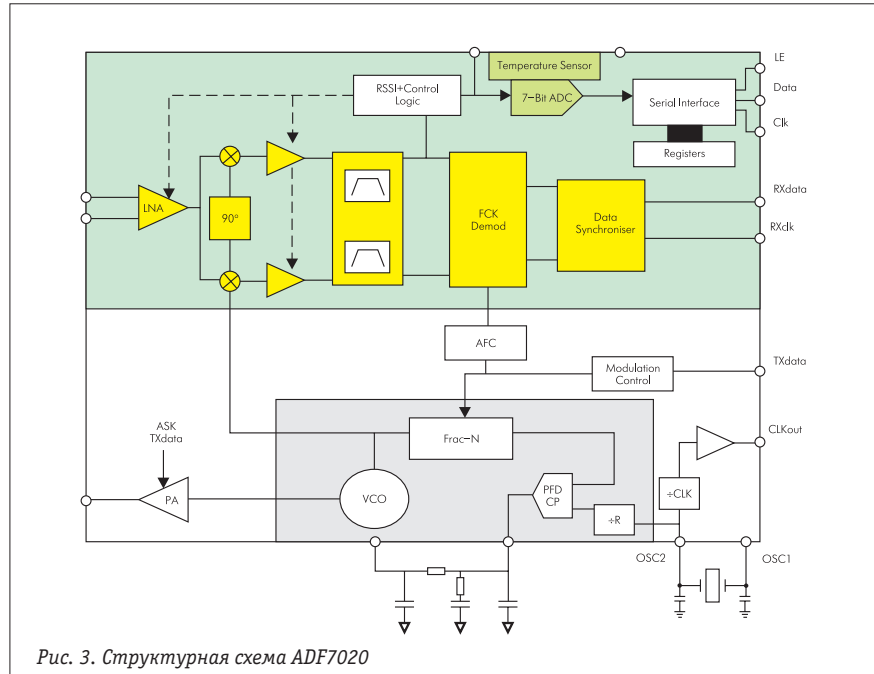 Temperature Sensor
LE
RSSI+Control
Logic
7–Bit ADC
Serial Interface
Data
Clk
Registers
LNA
90°
FCK
Demod
Data
Synchroniser
RXdata
RXclk
AFC
Modulation
Control
TXdata
ASK
TXdata
Frac–N
CLKout
PA
VCO
PFD
CP
÷CLK
÷R
OSC2
OSC1
Рис. 3. Структурная схема ADF7020